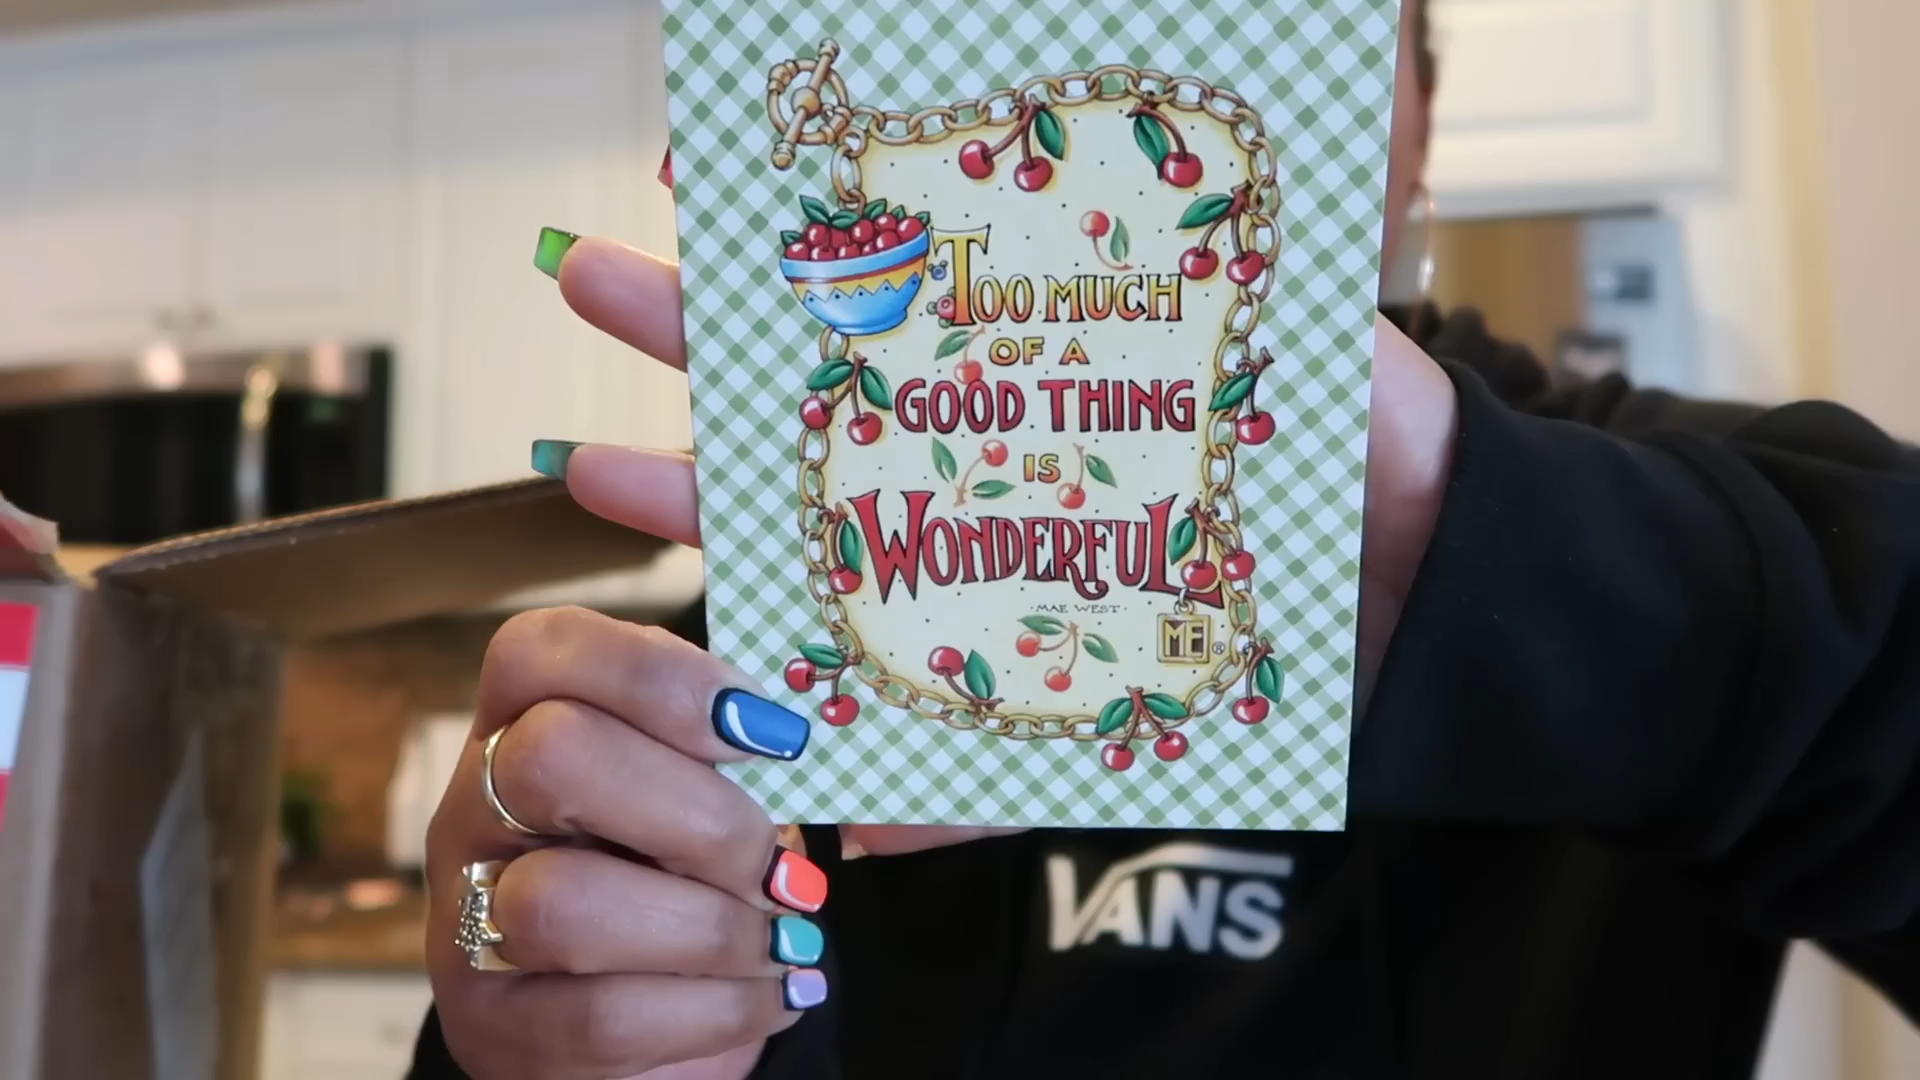 TOO MUCH
OF A
GOOD THING
IS
WONDERFUL
·MAE WEST·
ME®
VANS